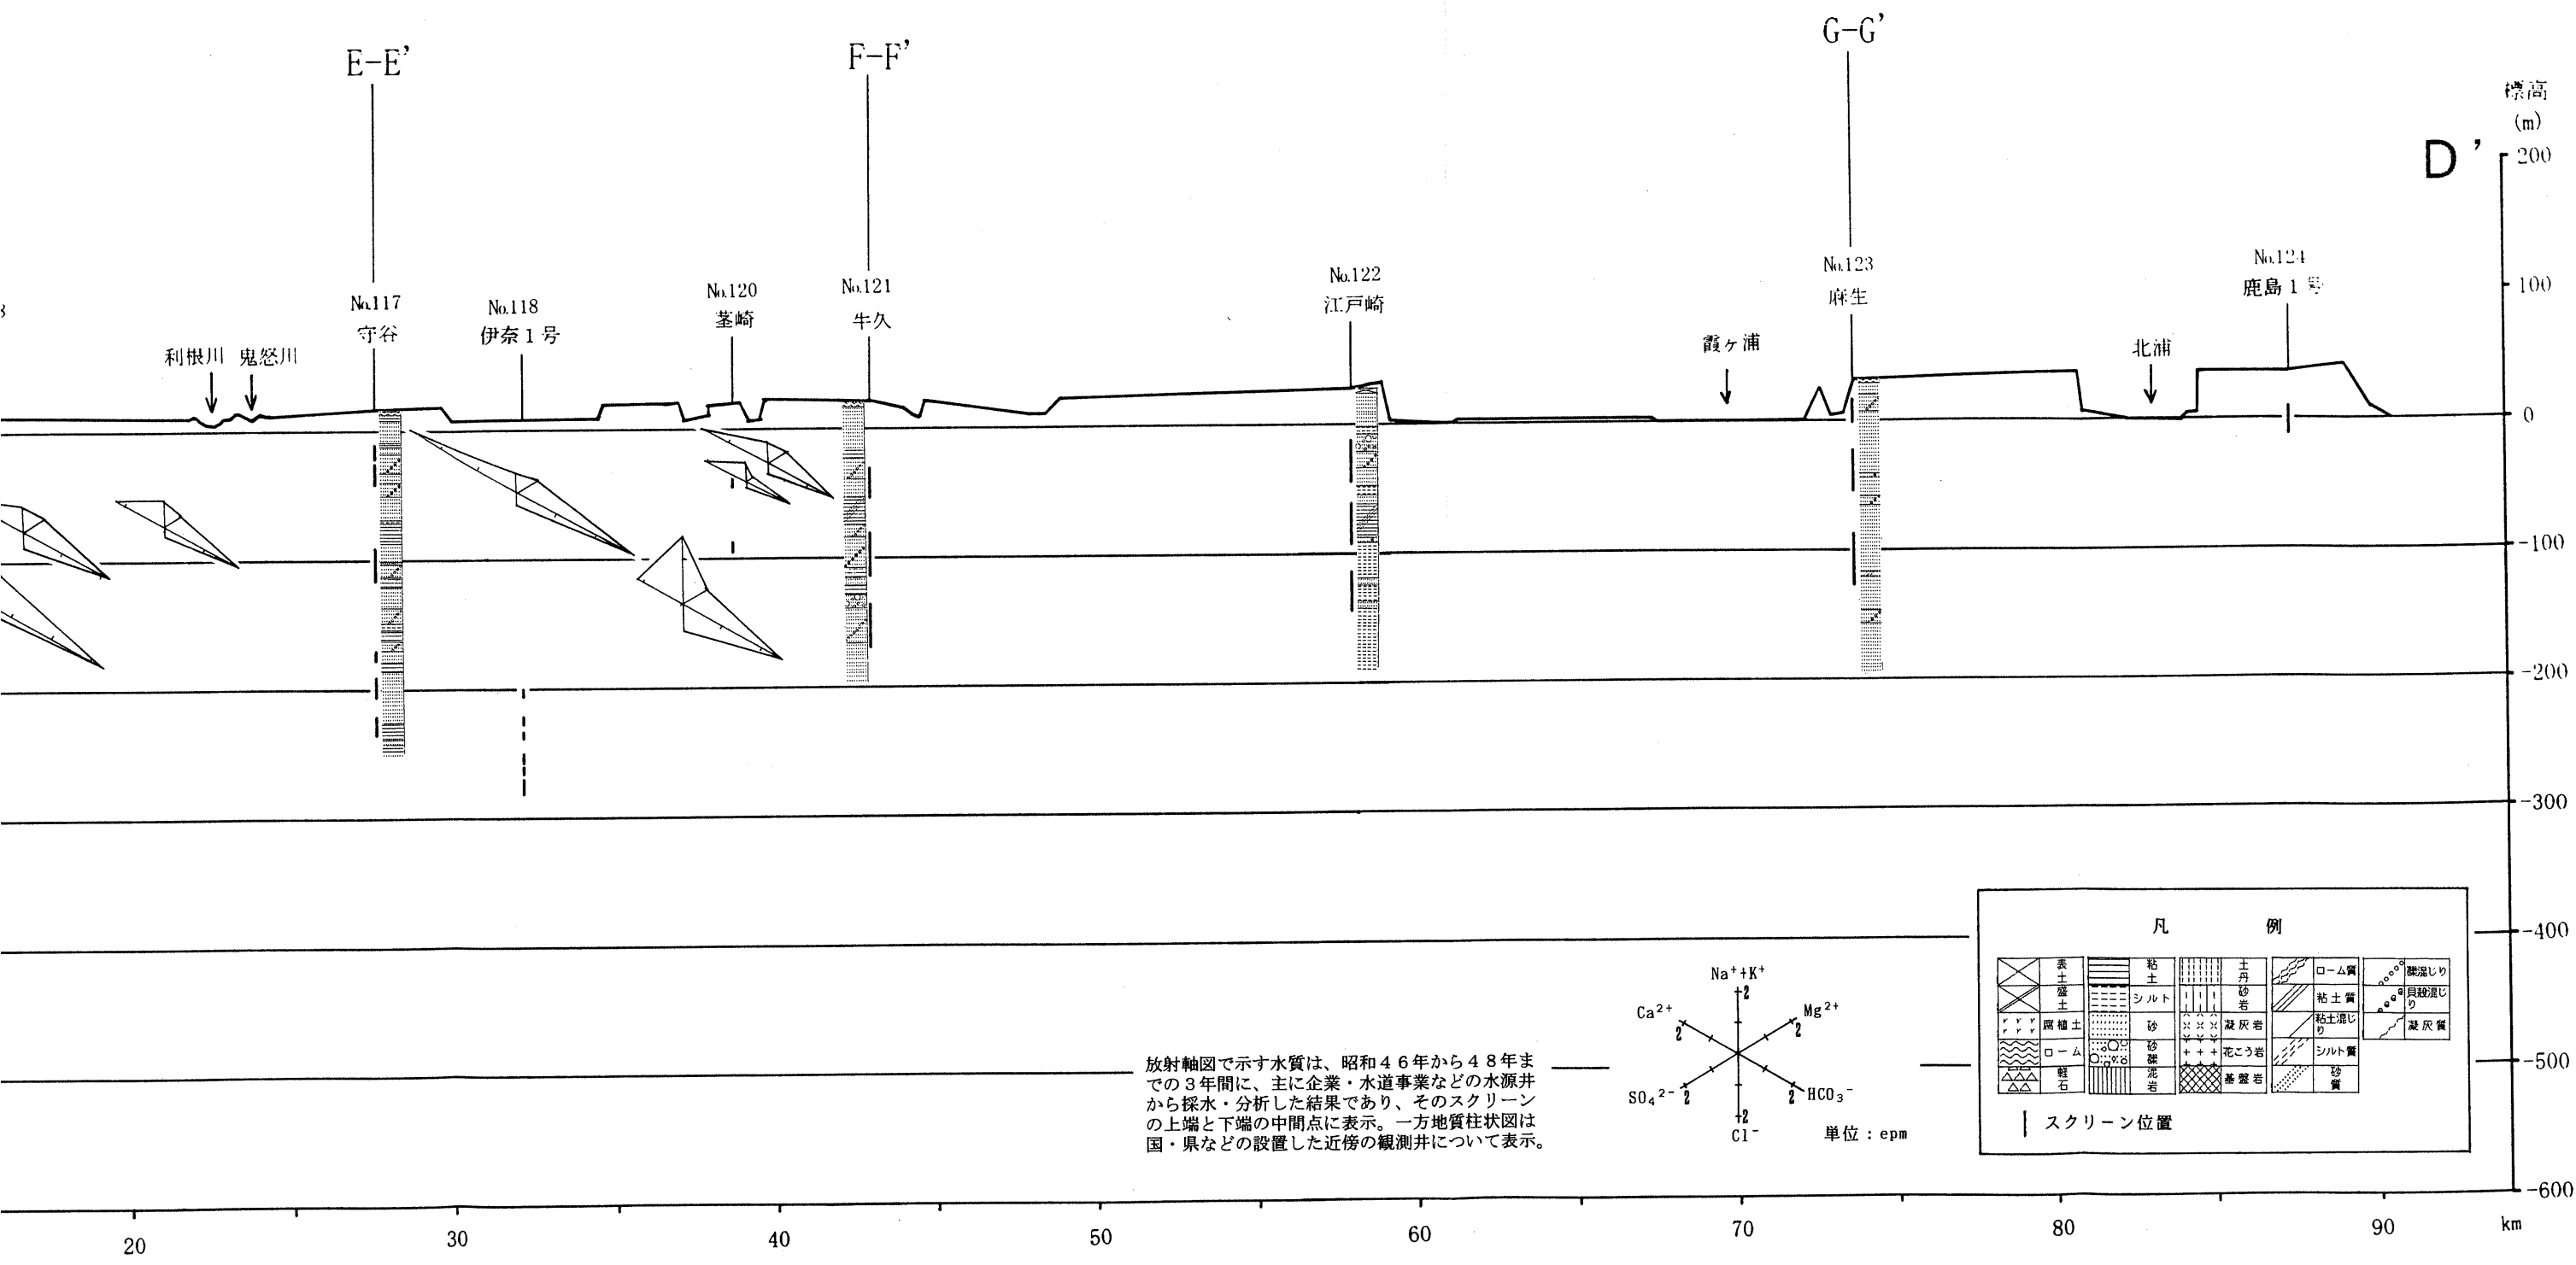 E-E'
F-F'
G-G'
標高
(m)
D'
200
100
0
-100
-200
-300
-400
-500
-600
No.117
守谷
No.118
伊奈1号
No.120
茎崎
No.121
牛久
No.122
江戸崎
No.123
麻生
No.124
鹿島1号
利根川
鬼怒川
霞ヶ浦
北浦
凡 例
表土
粘土
土丹
ローム質
礫混じり
盛土
シルト
砂岩
粘土質
貝殻混じり
腐植土
砂
凝灰岩
粘土混じり
凝灰質
ローム
砂礫
花こう岩
シルト質
軽石
泥岩
基盤岩
砂質
スクリーン位置
Na⁺+K⁺
Ca²⁺
Mg²⁺
SO₄²⁻
HCO₃⁻
Cl⁻
2
2
2
2
2
2
単位：epm
放射軸図で示す水質は、昭和46年から48年ま
での3年間に、主に企業・水道事業などの水源井
から採水・分析した結果であり、そのスクリーン
の上端と下端の中間点に表示。一方地質柱状図は
国・県などの設置した近傍の観測井について表示。
20
30
40
50
60
70
80
90
km